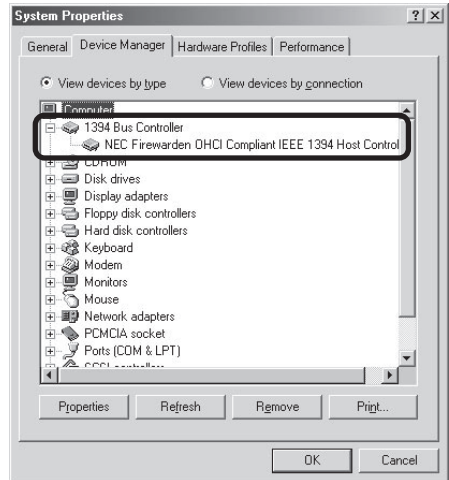 System Properties
General Device Manager Hardware Profiles Performance
View devices by type View devices by connection
Computer
1394 Bus Controller
NEC Firewarden OHCI Compliant IEEE 1394 Host Control
CDROM
Disk drives
Display adapters
Floppy disk controllers
Hard disk controllers
Keyboard
Modem
Monitors
Mouse
Network adapters
PCMCIA socket
Ports (COM & LPT)
SCSI controllers
Properties Refresh Remove Print...
OK Cancel